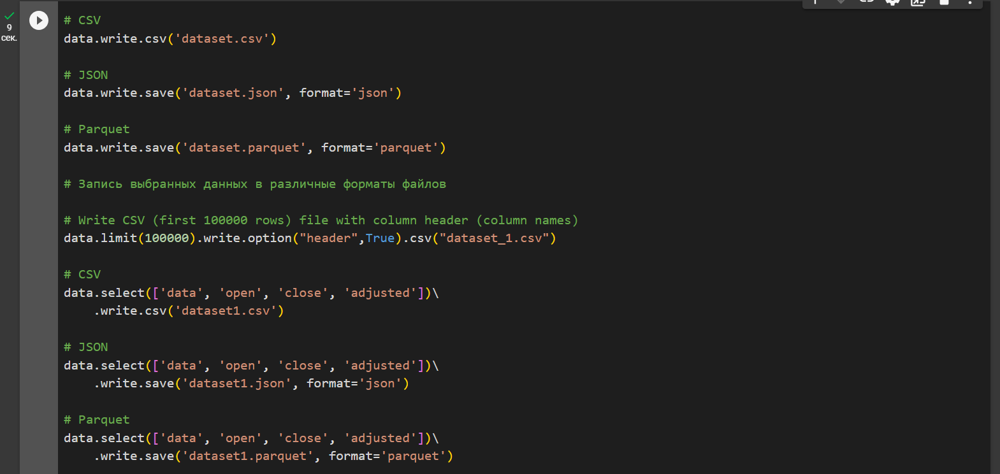 9
сек.
# CSV
data.write.csv('dataset.csv')
# JSON
data.write.save('dataset.json', format='json')
# Parquet
data.write.save('dataset.parquet', format='parquet')
# Запись выбранных данных в различные форматы файлов
# Write CSV (first 100000 rows) file with column header (column names)
data.limit(100000).write.option("header",True).csv("dataset_1.csv")
# CSV
data.select(['data', 'open', 'close', 'adjusted'])\
    .write.csv('dataset1.csv')
# JSON
data.select(['data', 'open', 'close', 'adjusted'])\
    .write.save('dataset1.json', format='json')
# Parquet
data.select(['data', 'open', 'close', 'adjusted'])\
    .write.save('dataset1.parquet', format='parquet')